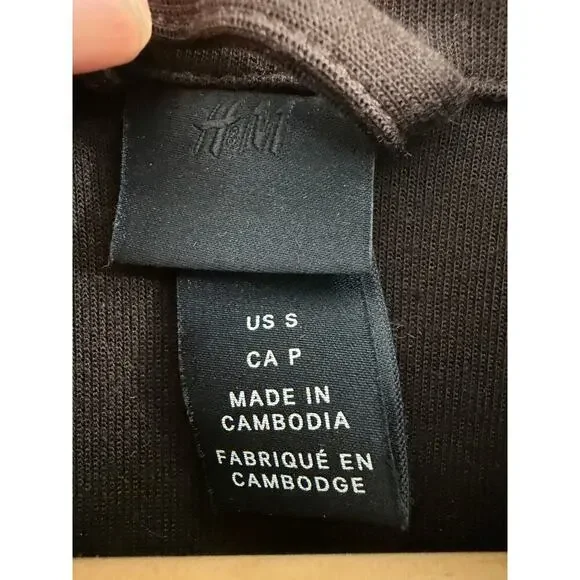 H&M
US S
CA P
MADE IN
CAMBODIA
FABRIQUÉ EN
CAMBODGE